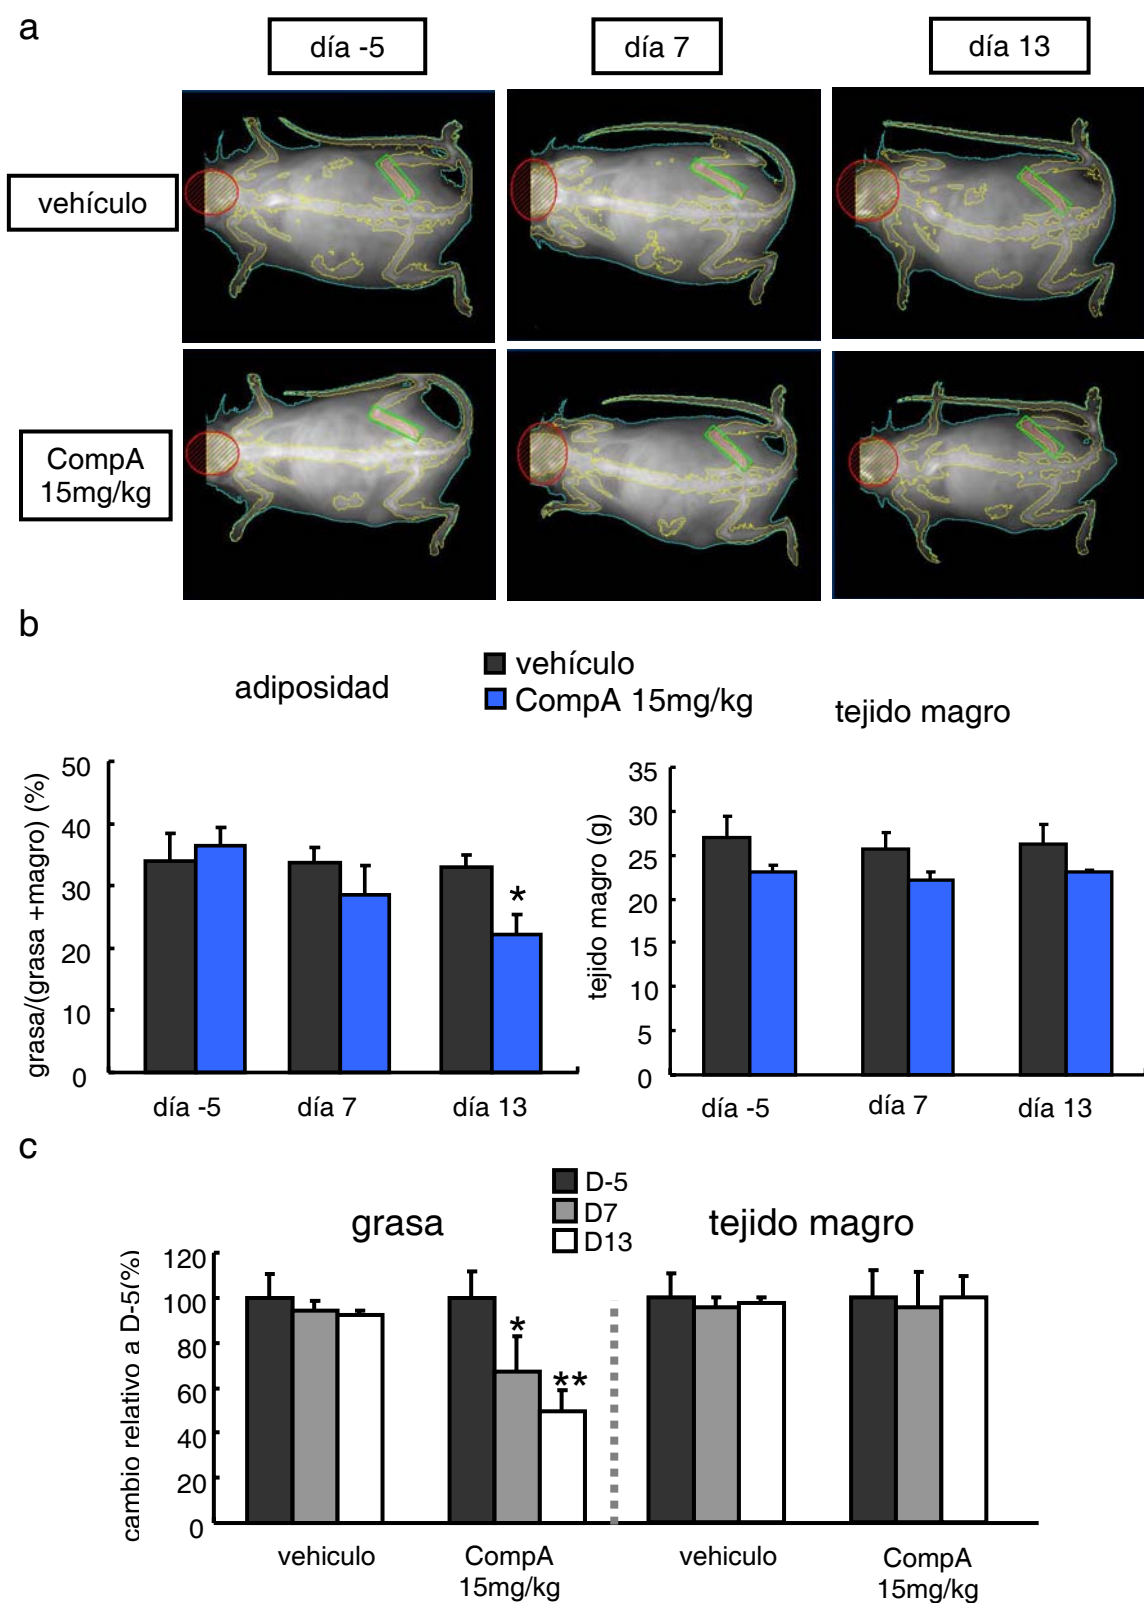 a
día -5
día 7
día 13
vehículo
CompA
15mg/kg
b
vehículo
CompA 15mg/kg
adiposidad
tejido magro
grasa/(grasa +magro) (%)
50
40
30
20
10
0
día -5
día 7
día 13
*
tejido magro (g)
35
30
25
20
15
10
5
0
día -5
día 7
día 13
c
D-5
D7
D13
grasa
tejido magro
cambio relativo a D-5(%)
120
100
80
60
40
20
0
*
**
vehiculo
CompA
15mg/kg
vehiculo
CompA
15mg/kg